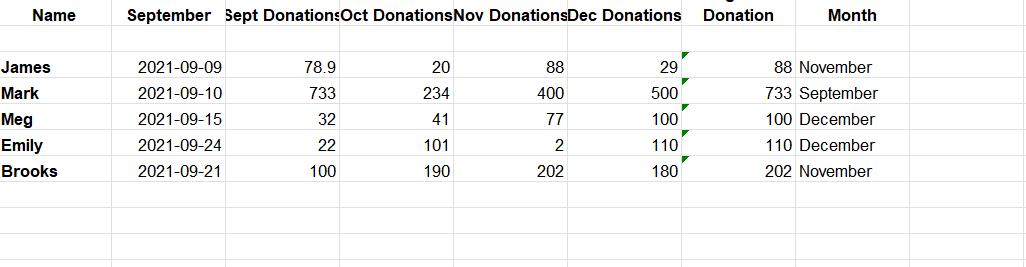 Name September Sept Donations Oct Donations Nov Donations Dec Donations Donation Month
James 2021-09-09 78.9 20 88 29 88 November
Mark 2021-09-10 733 234 400 500 733 September
Meg 2021-09-15 32 41 77 100 100 December
Emily 2021-09-24 22 101 2 110 110 December
Brooks 2021-09-21 100 190 202 180 202 November